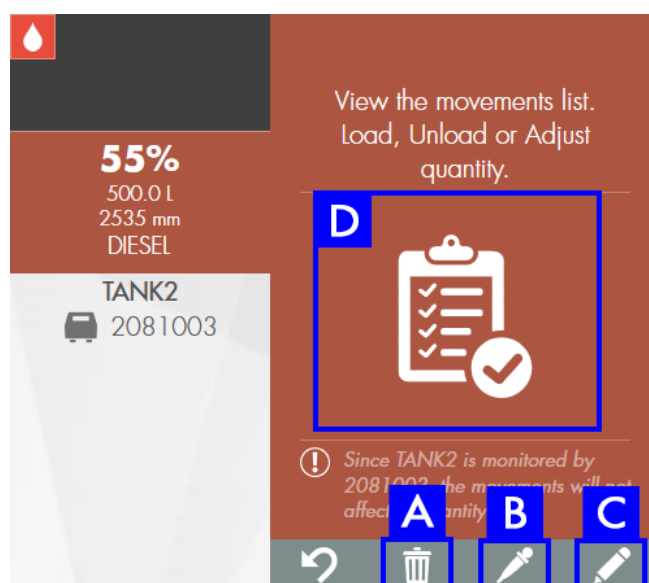 View the movements list.
Load, Unload or Adjust
quantity.
55%
500.0 L
2535 mm
DIESEL
TANK2
2081003
D
Since TANK2 is monitored by
the movements will not
A
B
C